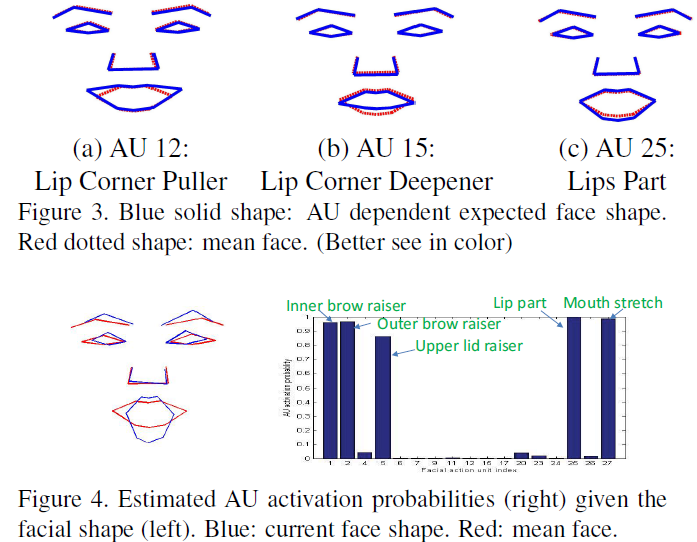 (a) AU 12: (b) AU 15: (c) AU 25:
Lip Corner Puller Lip Corner Deepener Lips Part
Figure 3. Blue solid shape: AU dependent expected face shape.
Red dotted shape: mean face. (Better see in color)
Inner brow raiser
Lip part
Mouth stretch
Outer brow raiser
Upper lid raiser
AU activation probability
1
0.9
0.8
0.7
0.6
0.5
0.4
0.3
0.2
0.1
0
1 2 4 5 6 7 9 11 12 15 17 20 23 24 25 26 27
Facial action unit index
Figure 4. Estimated AU activation probabilities (right) given the
facial shape (left). Blue: current face shape. Red: mean face.